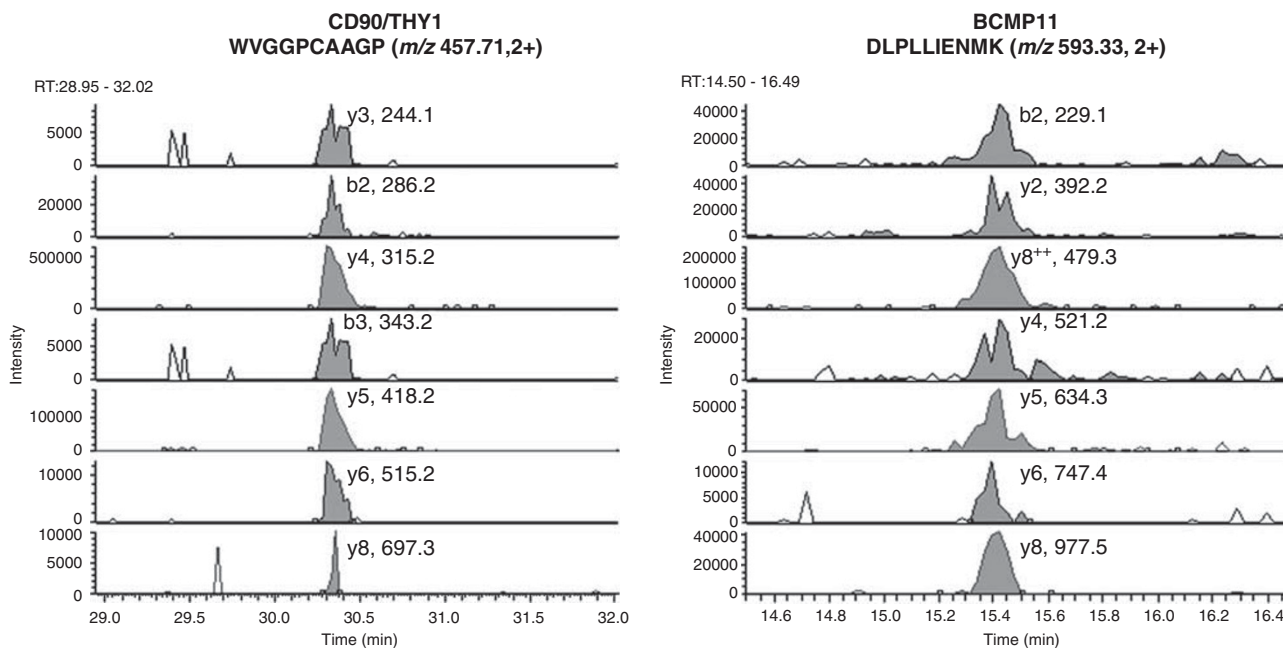 CD90/THY1
WVGGPCAAGP (m/z 457.71,2+)
RT:28.95 - 32.02
Intensity
5000
0
y3, 244.1
20000
0
b2, 286.2
500000
0
y4, 315.2
5000
0
b3, 343.2
100000
0
y5, 418.2
10000
0
y6, 515.2
10000
5000
0
y8, 697.3
29.0 29.5 30.0 30.5 31.0 31.5 32.0
Time (min)
BCMP11
DLPLLIENMK (m/z 593.33, 2+)
RT:14.50 - 16.49
Intensity
40000
20000
0
b2, 229.1
40000
20000
0
y2, 392.2
200000
100000
0
y8++, 479.3
20000
0
y4, 521.2
50000
0
y5, 634.3
10000
5000
0
y6, 747.4
40000
20000
0
y8, 977.5
14.6 14.8 15.0 15.2 15.4 15.6 15.8 16.0 16.2 16.4
Time (min)